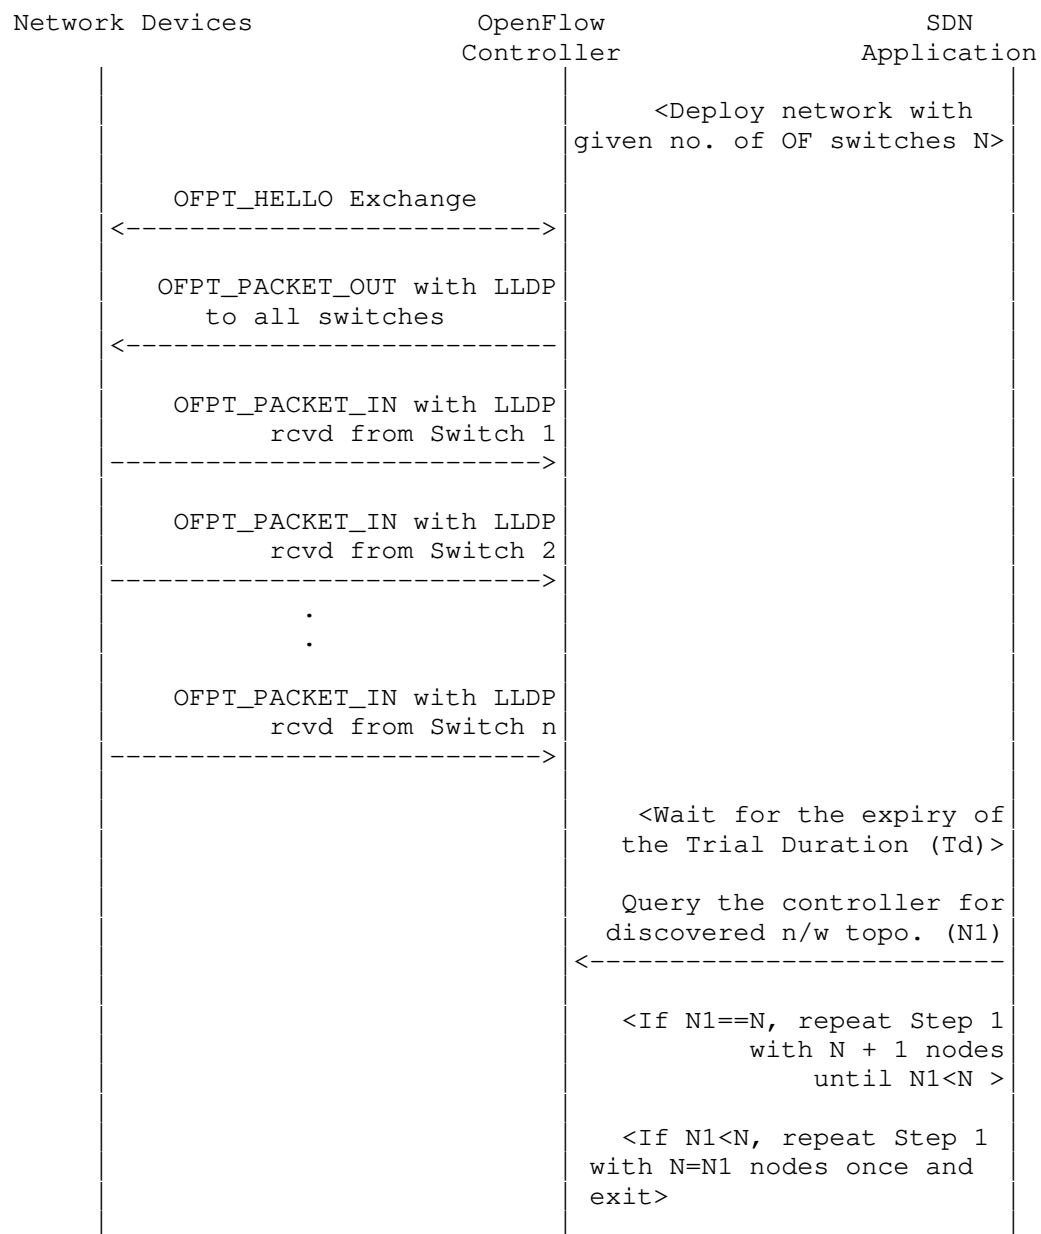 Network Devices OpenFlow SDN
Controller Application
<Deploy network with
given no. of OF switches N>
OFPT_HELLO Exchange
<-------------------------->
OFPT_PACKET_OUT with LLDP
to all switches
<---------------------------
OFPT_PACKET_IN with LLDP
rcvd from Switch 1
--------------------------->
OFPT_PACKET_IN with LLDP
rcvd from Switch 2
--------------------------->
.
.
OFPT_PACKET_IN with LLDP
rcvd from Switch n
--------------------------->
<Wait for the expiry of
the Trial Duration (Td)>
Query the controller for
discovered n/w topo. (N1)
<--------------------------
<If N1==N, repeat Step 1
with N + 1 nodes
until N1<N >
<If N1<N, repeat Step 1
with N=N1 nodes once and
exit>